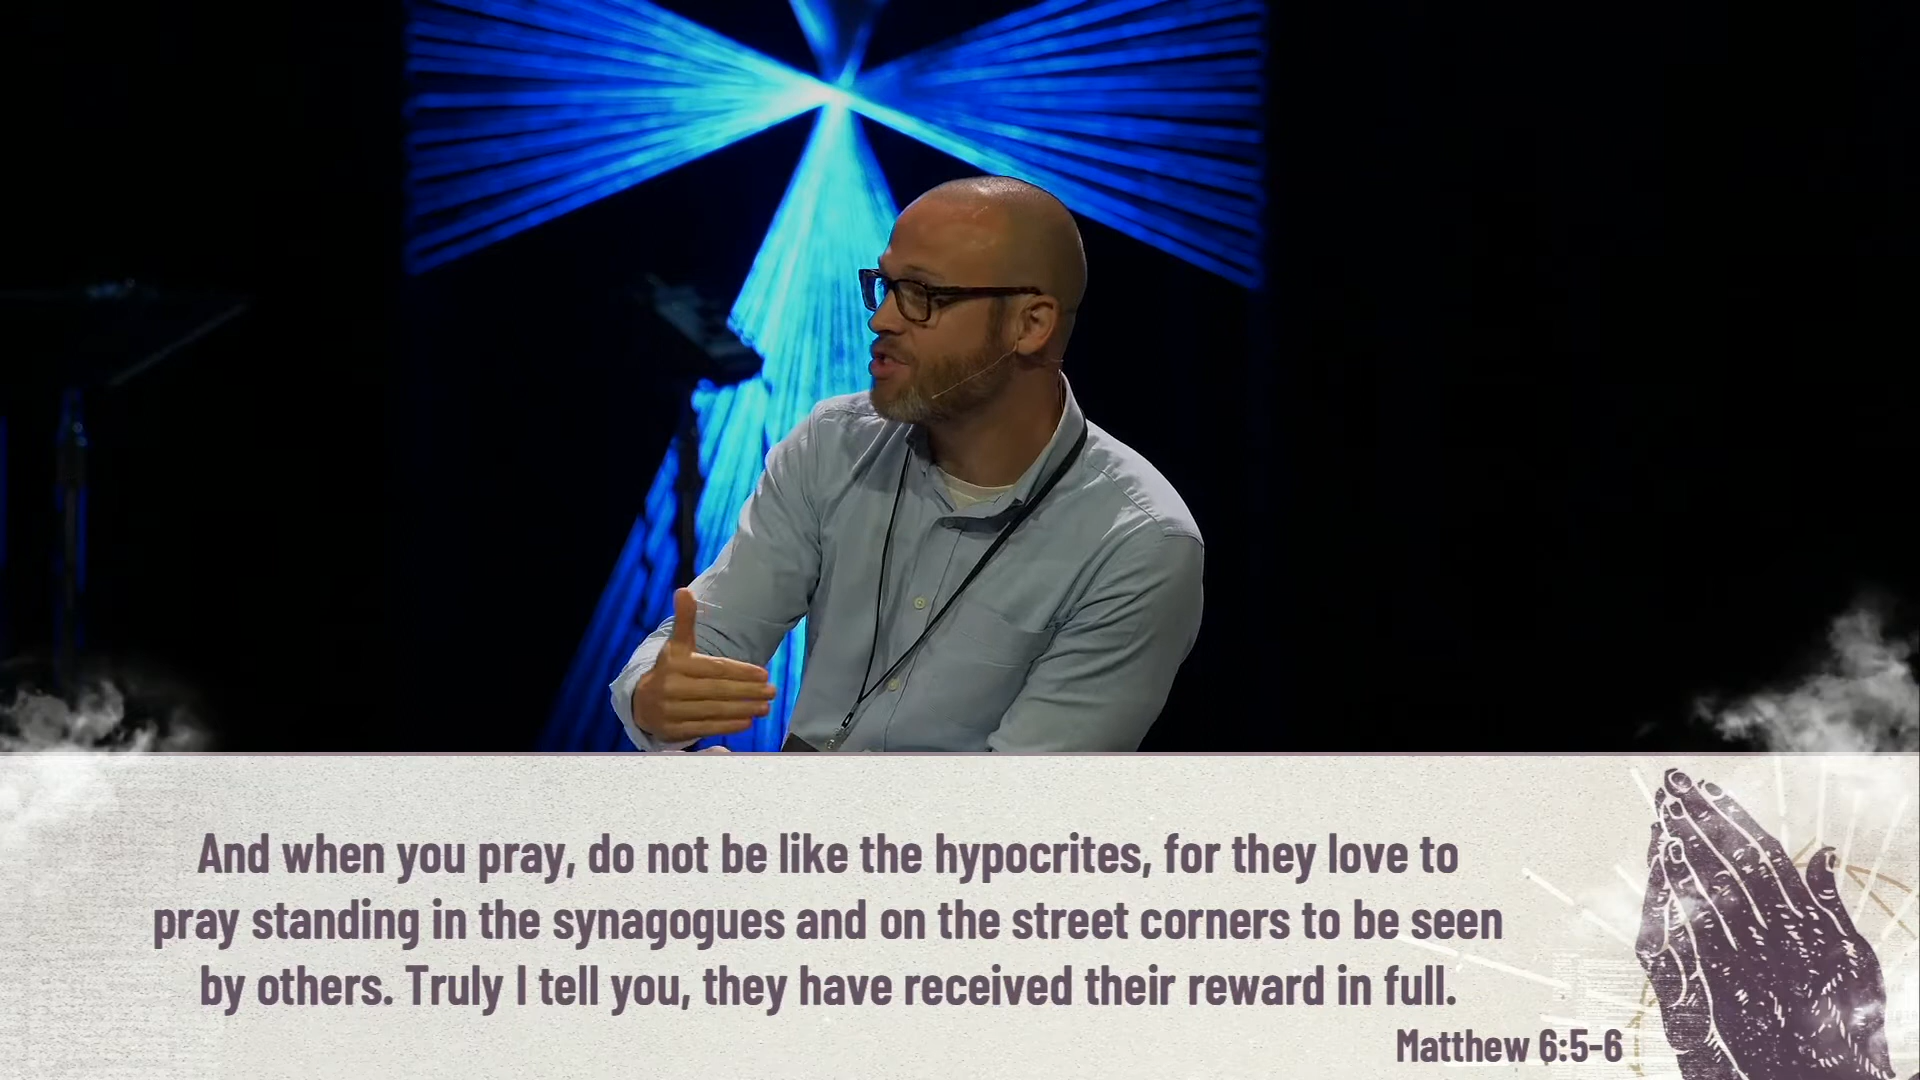 And when you pray, do not be like the hypocrites, for they love to
pray standing in the synagogues and on the street corners to be seen
by others. Truly I tell you, they have received their reward in full.
Matthew 6:5-6